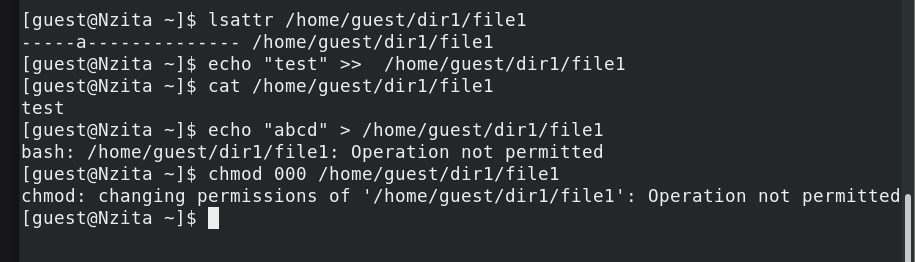 [guest@Nzita ~]$ lsattr /home/guest/dir1/file1
-----a-------------- /home/guest/dir1/file1
[guest@Nzita ~]$ echo "test" >>  /home/guest/dir1/file1
[guest@Nzita ~]$ cat /home/guest/dir1/file1
test
[guest@Nzita ~]$ echo "abcd" > /home/guest/dir1/file1
bash: /home/guest/dir1/file1: Operation not permitted
[guest@Nzita ~]$ chmod 000 /home/guest/dir1/file1
chmod: changing permissions of '/home/guest/dir1/file1': Operation not permitted
[guest@Nzita ~]$